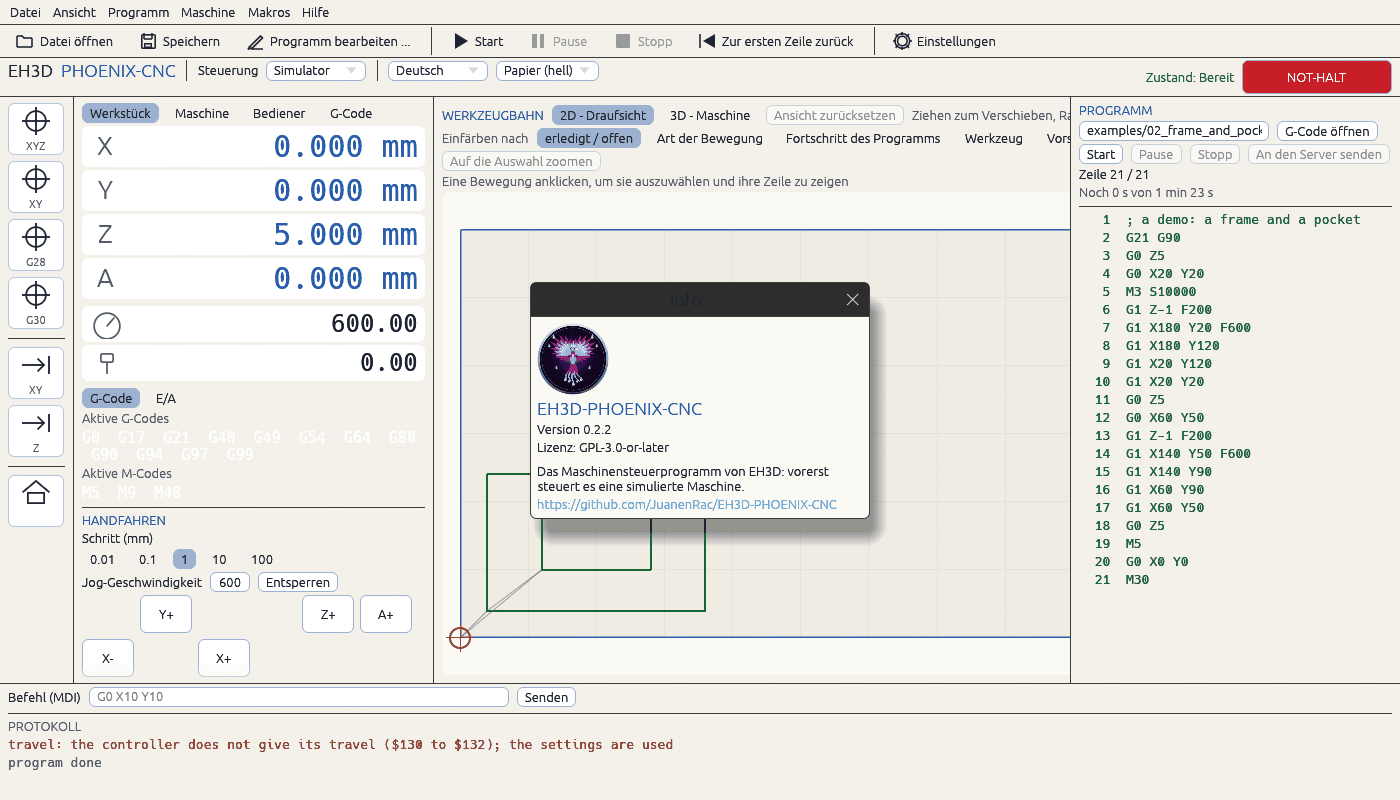 Datei Ansicht Programm Maschine Makros Hilfe
Datei öffnen Speichern Programm bearbeiten ... Start Pause Stopp Zur ersten Zeile zurück Einstellungen
EH3D PHOENIX-CNC Steuerung Simulator Deutsch Papier (hell) Zustand: Bereit NOT-HALT
XYZ
XY
G28
G30
XY
Z
Werkstück Maschine Bediener G-Code
X 0.000 mm
Y 0.000 mm
Z 5.000 mm
A 0.000 mm
600.00
0.00
G-Code E/A
Aktive G-Codes
G0 G17 G21 G40 G49 G54 G64 G80
G90 G94 G97 G99
Aktive M-Codes
M5 M9 M48
HANDFAHREN
Schritt (mm)
0.01 0.1 1 10 100
Jog-Geschwindigkeit 600 Entsperren
Y+ Z+ A+
X- X+
WERKZEUGBAHN 2D - Draufsicht 3D - Maschine Ansicht zurücksetzen Ziehen zum Verschieben, Ra
Einfärben nach erledigt / offen Art der Bewegung Fortschritt des Programms Werkzeug Vors
Auf die Auswahl zoomen
Eine Bewegung anklicken, um sie auszuwählen und ihre Zeile zu zeigen
Info
EH3D-PHOENIX-CNC
Version 0.2.2
Lizenz: GPL-3.0-or-later
Das Maschinensteuerprogramm von EH3D: vorerst
steuert es eine simulierte Maschine.
https://github.com/JuanenRac/EH3D-PHOENIX-CNC
PROGRAMM
examples/02_frame_and_pock G-Code öffnen
Start Pause Stopp An den Server senden
Zeile 21 / 21
Noch 0 s von 1 min 23 s
1 ; a demo: a frame and a pocket
2 G21 G90
3 G0 Z5
4 G0 X20 Y20
5 M3 S10000
6 G1 Z-1 F200
7 G1 X180 Y20 F600
8 G1 X180 Y120
9 G1 X20 Y120
10 G1 X20 Y20
11 G0 Z5
12 G0 X60 Y50
13 G1 Z-1 F200
14 G1 X140 Y50 F600
15 G1 X140 Y90
16 G1 X60 Y90
17 G1 X60 Y50
18 G0 Z5
19 M5
20 G0 X0 Y0
21 M30
Befehl (MDI) G0 X10 Y10 Senden
PROTOKOLL
travel: the controller does not give its travel ($130 to $132); the settings are used
program done